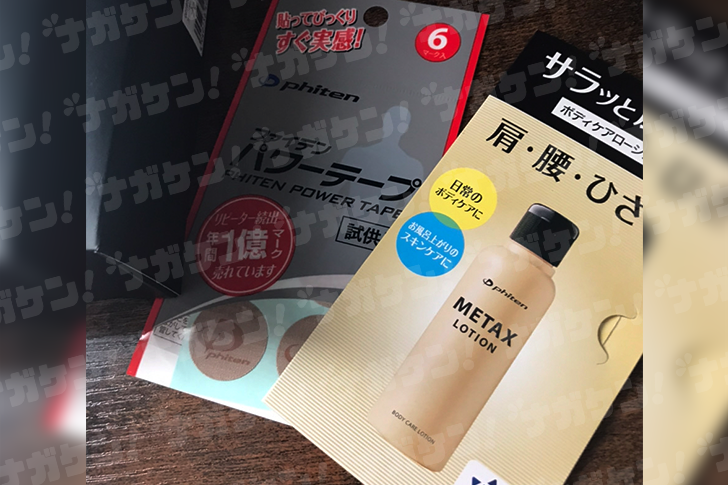 貼ってびっくり
すぐ実感!
6
マーク入
phiten
ファイテン
パワーテープ
PHITEN POWER TAPE
試供
リピーター続出!
年間1億マーク
売れています
phiten
サラッと
ボディケアローシ
肩・腰・ひざ
日常の
ボディケアに
お風呂上がりの
スキンケアに
phiten
METAX
LOTION
BODY CARE LOTION
ナガケン!